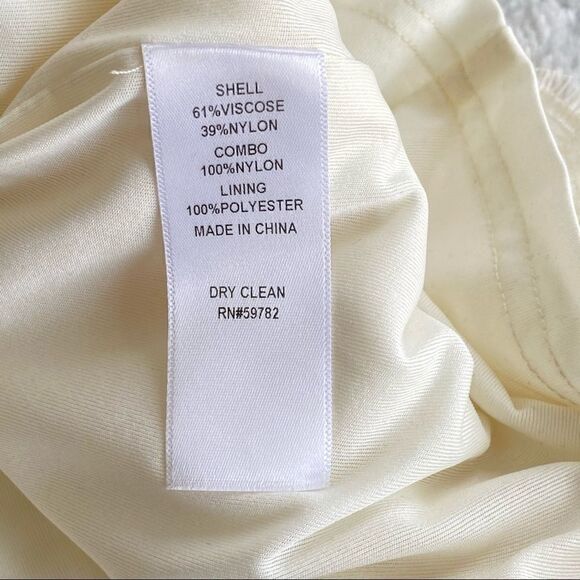 SHELL
61%VISCOSE
39%NYLON
COMBO
100%NYLON
LINING
100%POLYESTER
MADE IN CHINA
DRY CLEAN
RN#59782